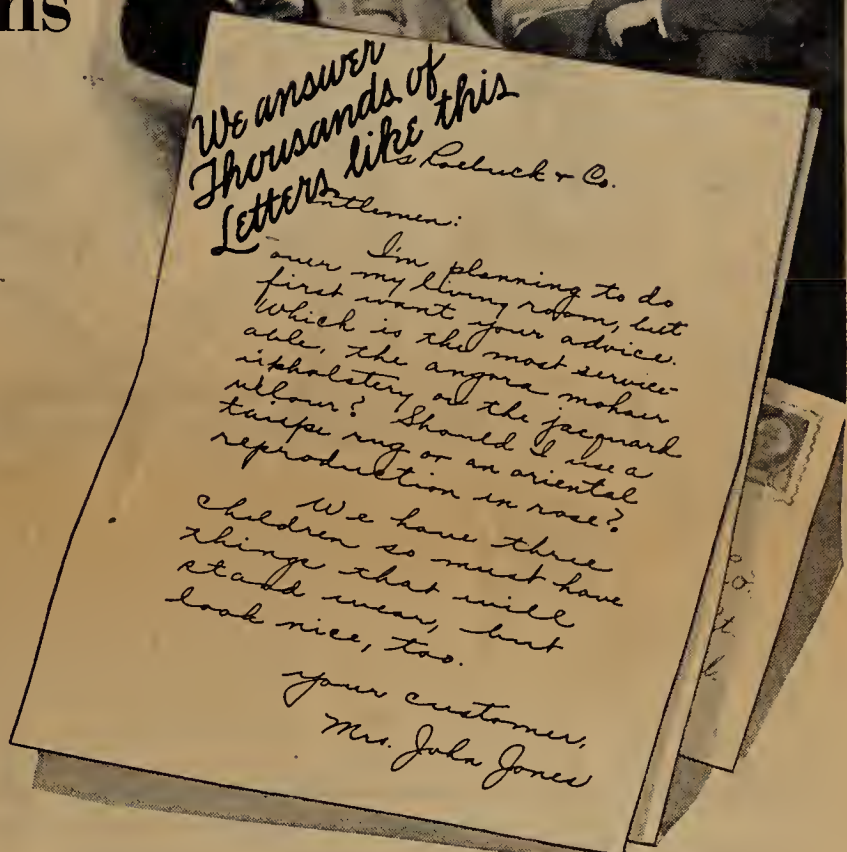 ns
We answer
Thousands of
Letters like this
s Roebuck & Co.
ntlemen:
I'm planning to do
over my living room, but
first want your advice.
Which is the most service-
able, the angora mohair
upholstery or the jacquard
velour? Should I use a
taupe rug or an oriental
reproduction in rose?
We have three
children so must have
things that will
stand wear, but
look nice, too.
Your customer,
Mrs. John Jones
Co.
St.
l.